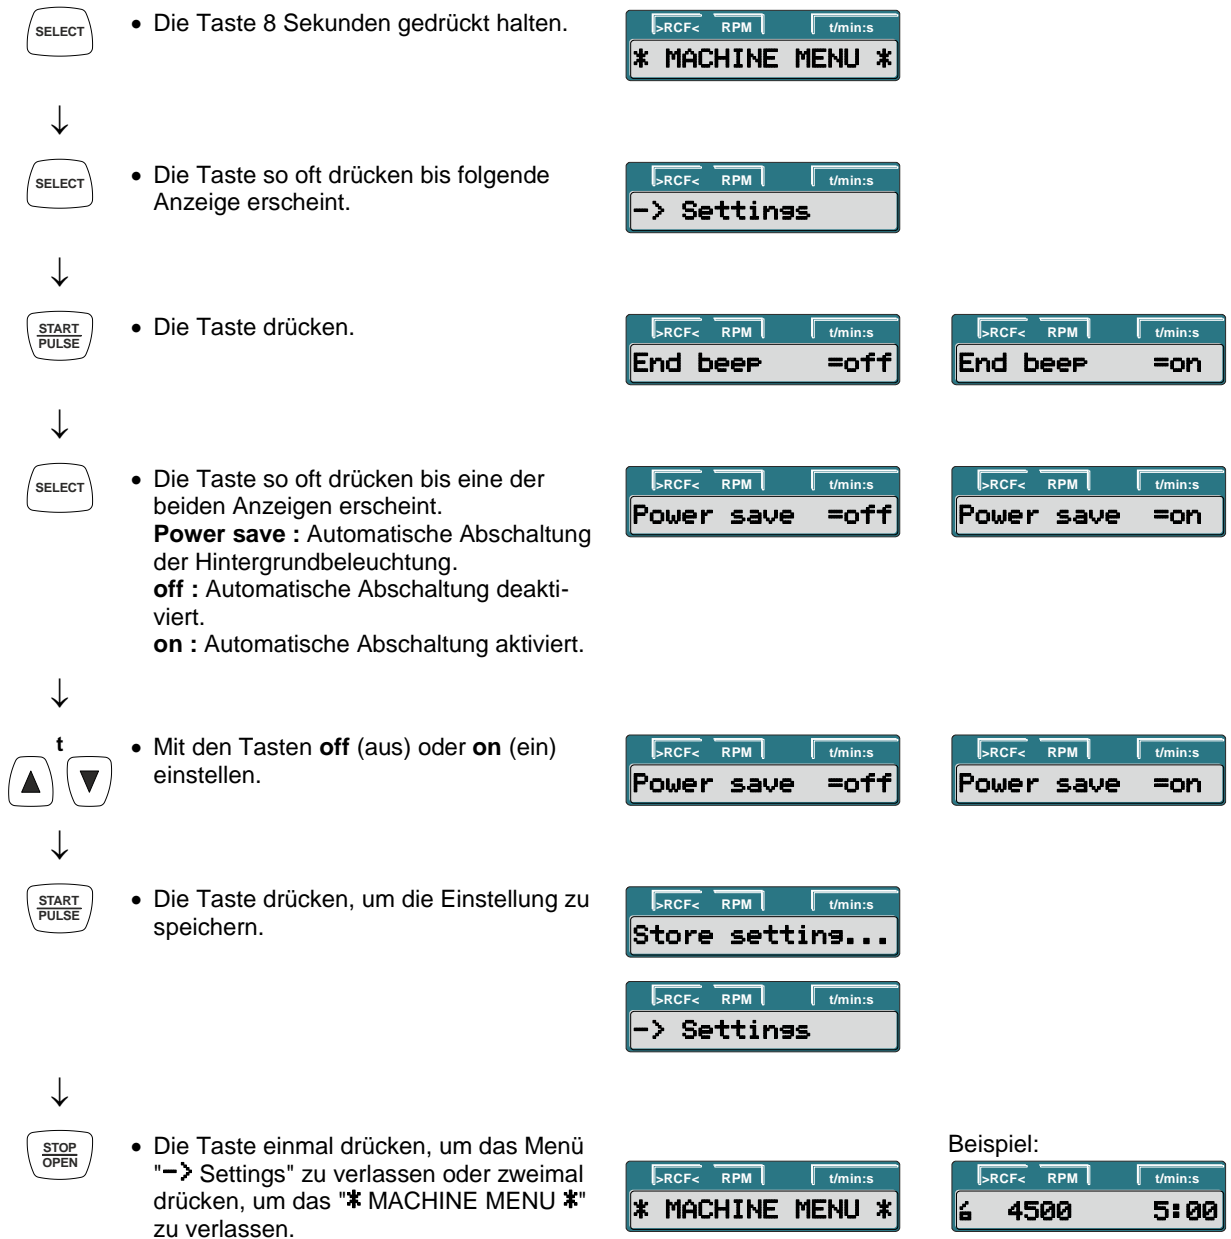 SELECT
• Die Taste 8 Sekunden gedrückt halten.
>RCF< RPM t/min:s
* MACHINE MENU *
↓
SELECT
• Die Taste so oft drücken bis folgende
Anzeige erscheint.
>RCF< RPM t/min:s
-> Settings
↓
START
PULSE
• Die Taste drücken.
>RCF< RPM t/min:s
End beep =off
>RCF< RPM t/min:s
End beep =on
↓
SELECT
• Die Taste so oft drücken bis eine der
beiden Anzeigen erscheint.
Power save : Automatische Abschaltung
der Hintergrundbeleuchtung.
off : Automatische Abschaltung deakti-
viert.
on : Automatische Abschaltung aktiviert.
>RCF< RPM t/min:s
Power save =off
>RCF< RPM t/min:s
Power save =on
↓
t
▲ ▼
• Mit den Tasten off (aus) oder on (ein)
einstellen.
>RCF< RPM t/min:s
Power save =off
>RCF< RPM t/min:s
Power save =on
↓
START
PULSE
• Die Taste drücken, um die Einstellung zu
speichern.
>RCF< RPM t/min:s
Store setting...
>RCF< RPM t/min:s
-> Settings
↓
STOP
OPEN
• Die Taste einmal drücken, um das Menü
"-> Settings" zu verlassen oder zweimal
drücken, um das "* MACHINE MENU *"
zu verlassen.
>RCF< RPM t/min:s
* MACHINE MENU *
Beispiel:
>RCF< RPM t/min:s
4500 5:00